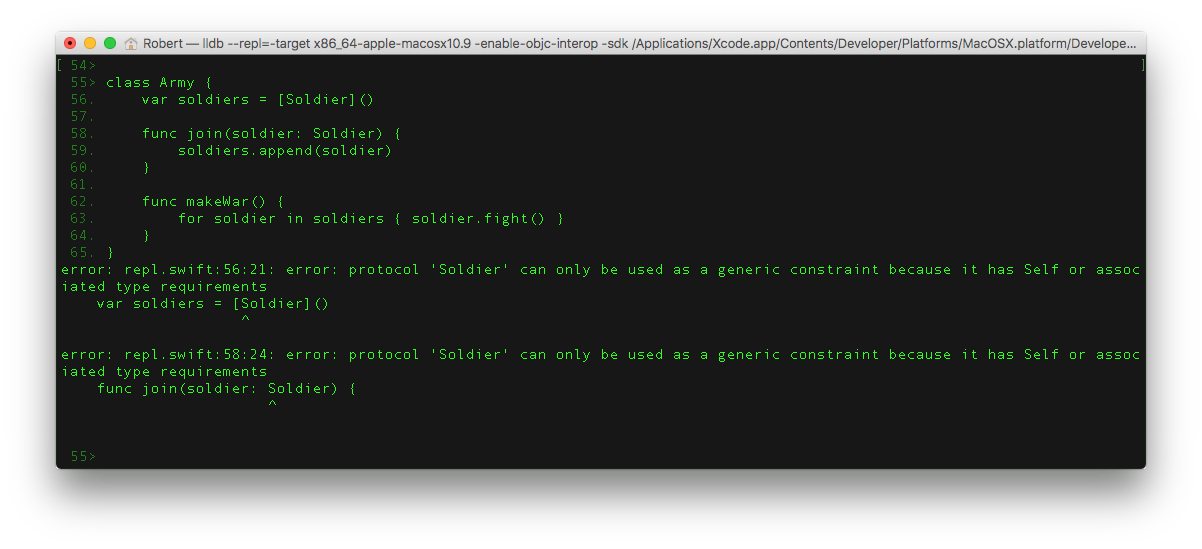 Robert — lldb --repl=-target x86_64-apple-macosx10.9 -enable-objc-interop -sdk /Applications/Xcode.app/Contents/Developer/Platforms/MacOSX.platform/Develope...
[ 54> ]
55> class Army {
56.     var soldiers = [Soldier]()
57.
58.     func join(soldier: Soldier) {
59.         soldiers.append(soldier)
60.     }
61.
62.     func makeWar() {
63.         for soldier in soldiers { soldier.fight() }
64.     }
65. }
error: repl.swift:56:21: error: protocol 'Soldier' can only be used as a generic constraint because it has Self or assoc
iated type requirements
    var soldiers = [Soldier]()
                    ^
error: repl.swift:58:24: error: protocol 'Soldier' can only be used as a generic constraint because it has Self or assoc
iated type requirements
    func join(soldier: Soldier) {
                       ^
55>